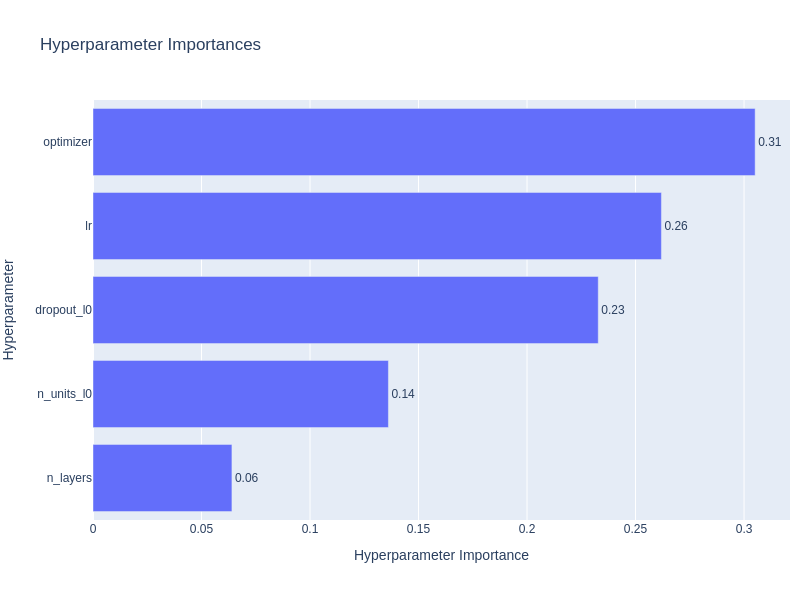 Hyperparameter Importances
optimizer 0.31
lr 0.26
dropout_l0 0.23
n_units_l0 0.14
n_layers 0.06
0 0.05 0.1 0.15 0.2 0.25 0.3
Hyperparameter Importance
Hyperparameter